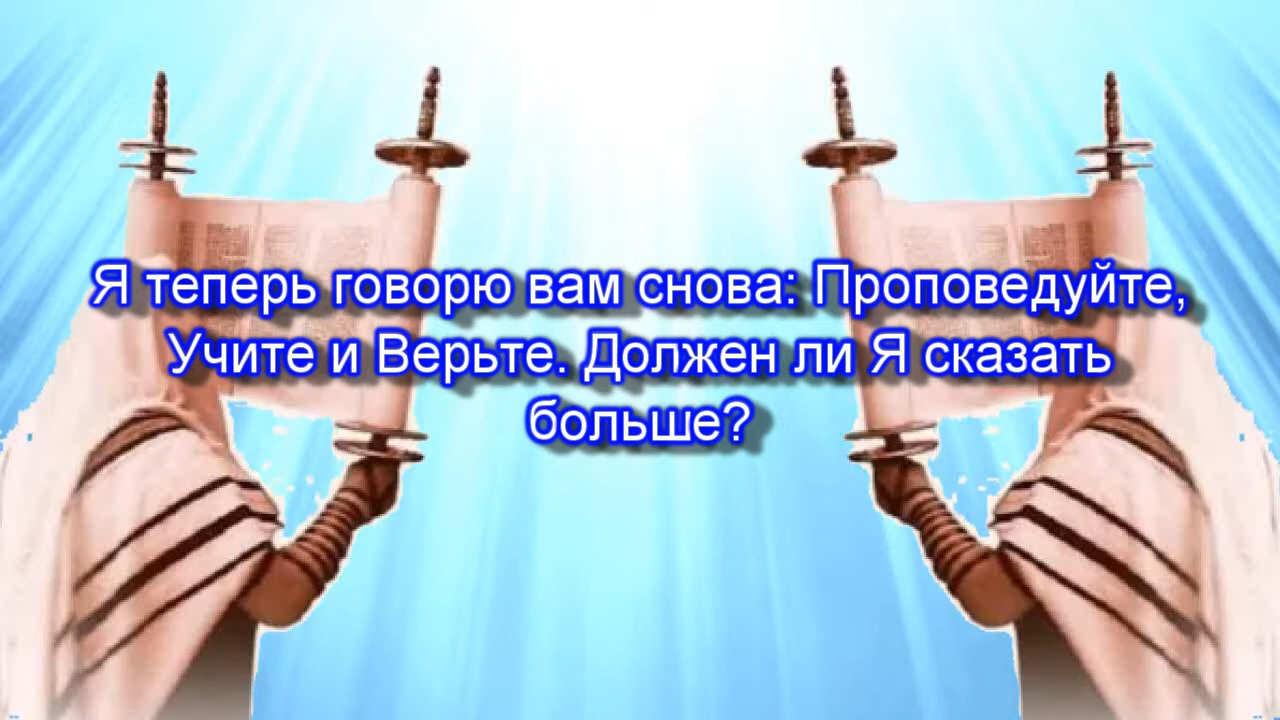 Я теперь говорю вам снова: Проповедуйте,
Учите и Верьте. Должен ли Я сказать
больше?